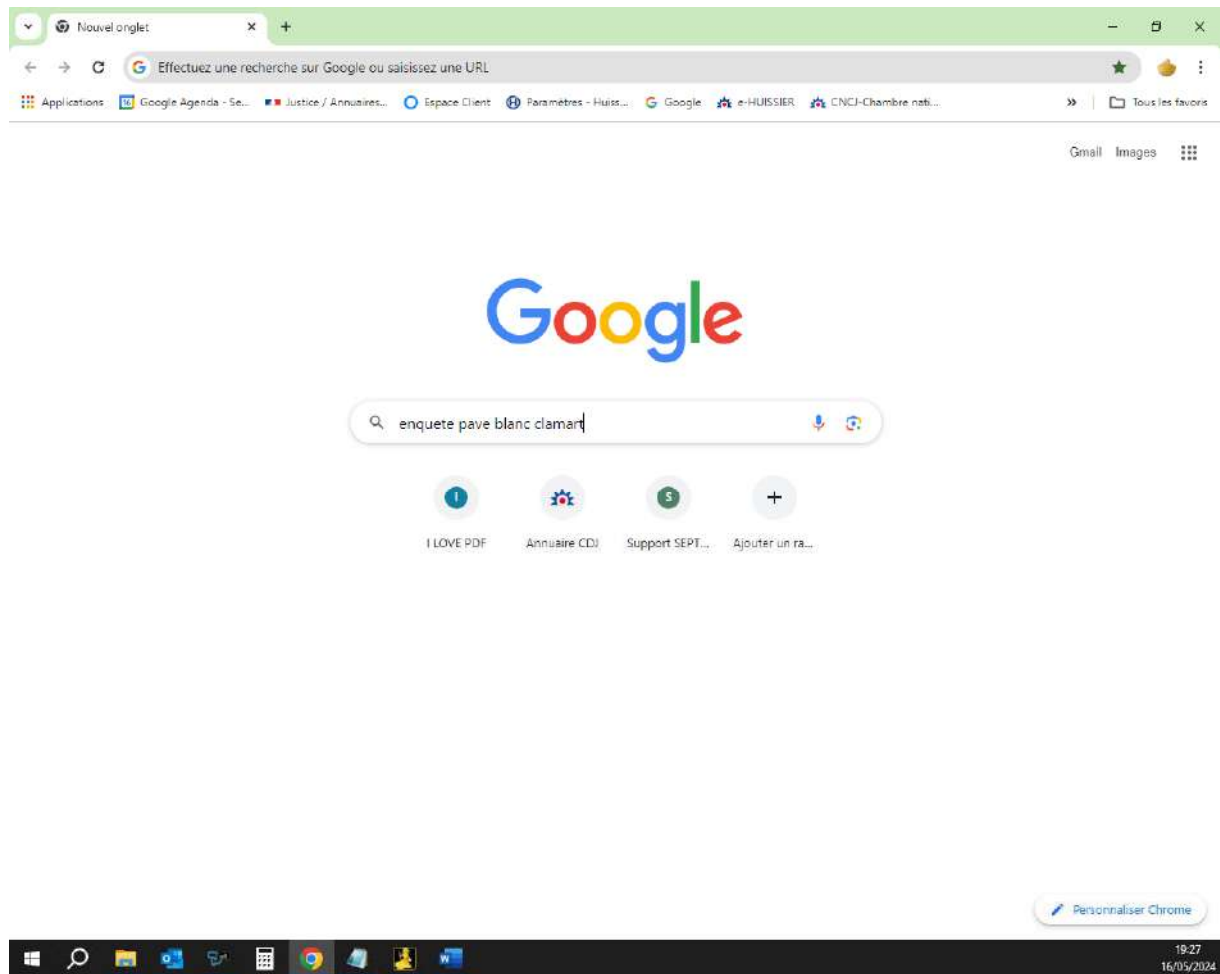 Nouvel onglet
Effectuez une recherche sur Google ou saisissez une URL
Applications Google Agenda - Se... Justice / Annuaires... Espace Client Paramètres - Huiss... Google e-HUISSIER CNCJ-Chambre nati... » Tous les favoris
Gmail Images
Google
enquete pave blanc clamart
I LOVE PDF Annuaire CDJ Support SEPT... Ajouter un ra...
Personnaliser Chrome
19:27
16/05/2024